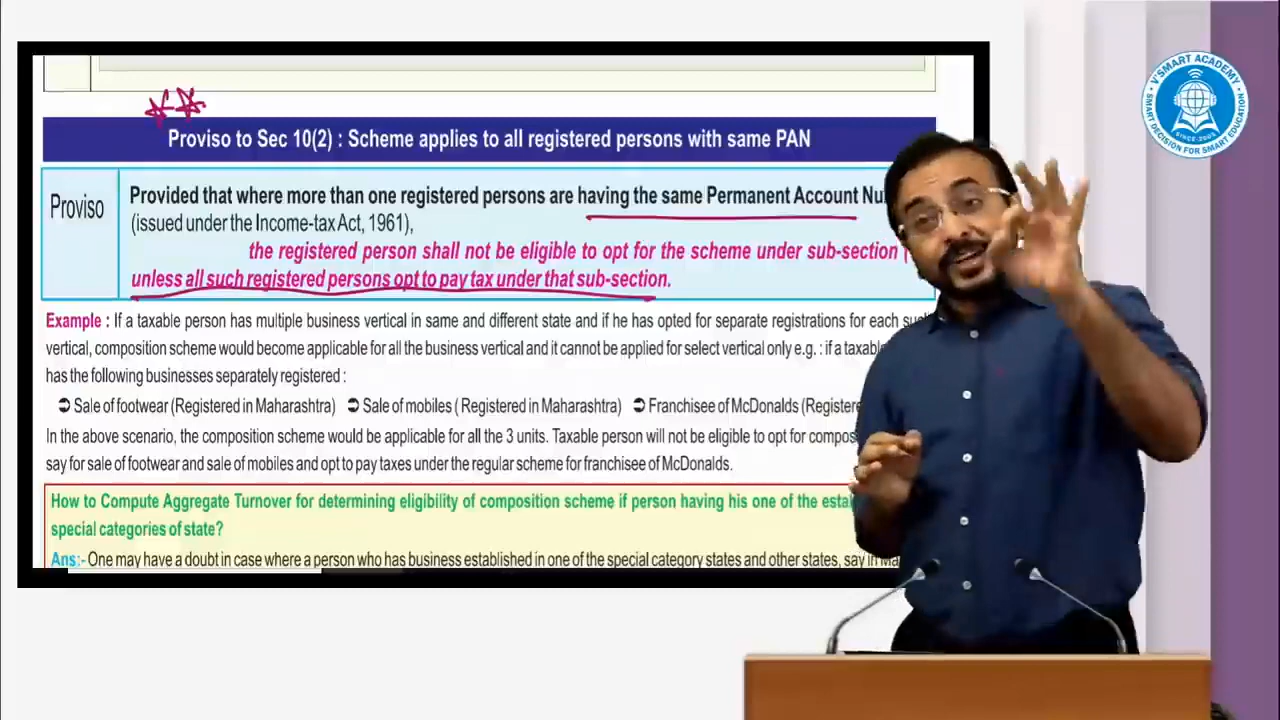 Proviso to Sec 10(2) : Scheme applies to all registered persons with same PAN
Proviso
Provided that where more than one registered persons are having the same Permanent Account
(issued under the Income-tax Act, 1961),
the registered person shall not be eligible to opt for the scheme under sub-section (
unless all such registered persons opt to pay tax under that sub-section.
Example : If a taxable person has multiple business vertical in same and different state and if he has opted for separate registrations for each
vertical, composition scheme would become applicable for all the business vertical and it cannot be applied for select vertical only e.g. : if a
has the following businesses separately registered :
➲ Sale of footwear (Registered in Maharashtra) ➲ Sale of mobiles ( Registered in Maharashtra) ➲ Franchisee of McDonalds
In the above scenario, the composition scheme would be applicable for all the 3 units. Taxable person will not be eligible to opt for
say for sale of footwear and sale of mobiles and opt to pay taxes under the regular scheme for franchisee of McDonalds.
How to Compute Aggregate Turnover for determining eligibility of composition scheme if person having his one of the
special categories of state?
Ans:- One may have a doubt in case where a person who has business established in one of the special category states and other states, say in
V'SMART ACADEMY
SINCE-2005
SMART DECISION FOR SMART EDUCATION